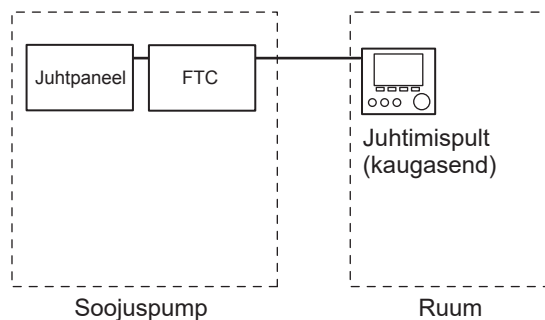 Juhtpaneel
FTC
Juhtimispult
(kaugasend)
Soojuspump
Ruum